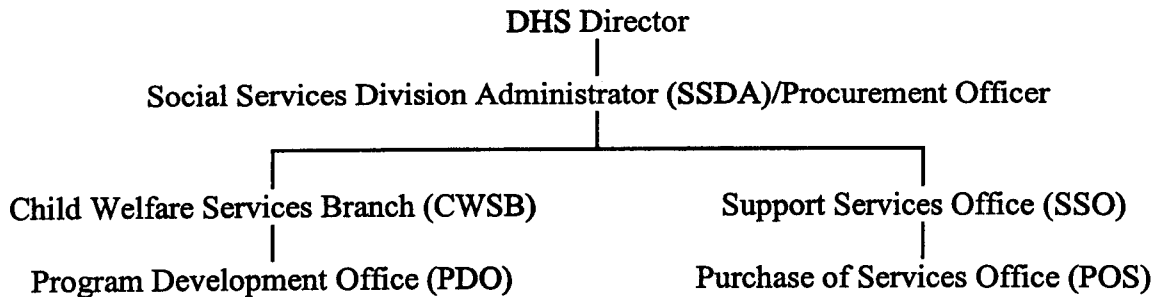 DHS Director
Social Services Division Administrator (SSDA)/Procurement Officer
Child Welfare Services Branch (CWSB)
Support Services Office (SSO)
Program Development Office (PDO)
Purchase of Services Office (POS)